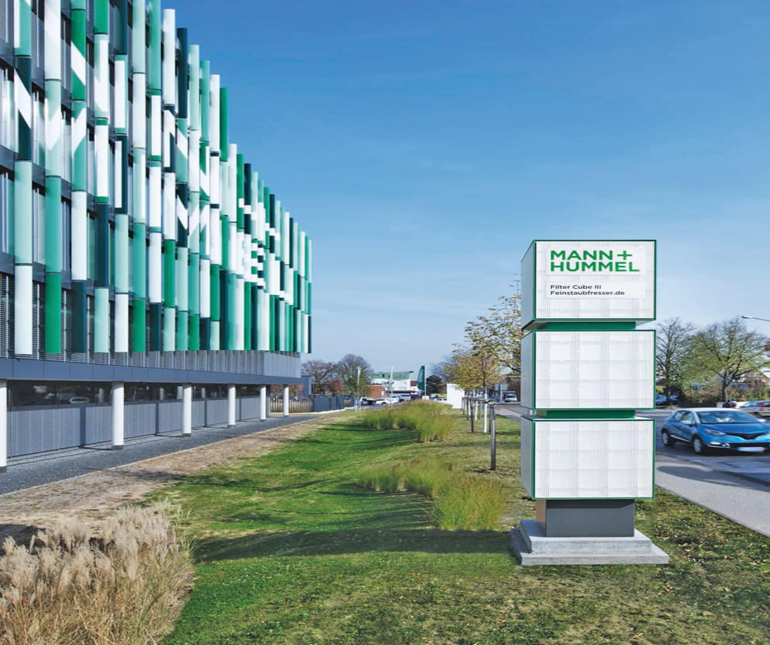 MANN+
HUMMEL
Filter Cube III
Feinstaubfresser.de